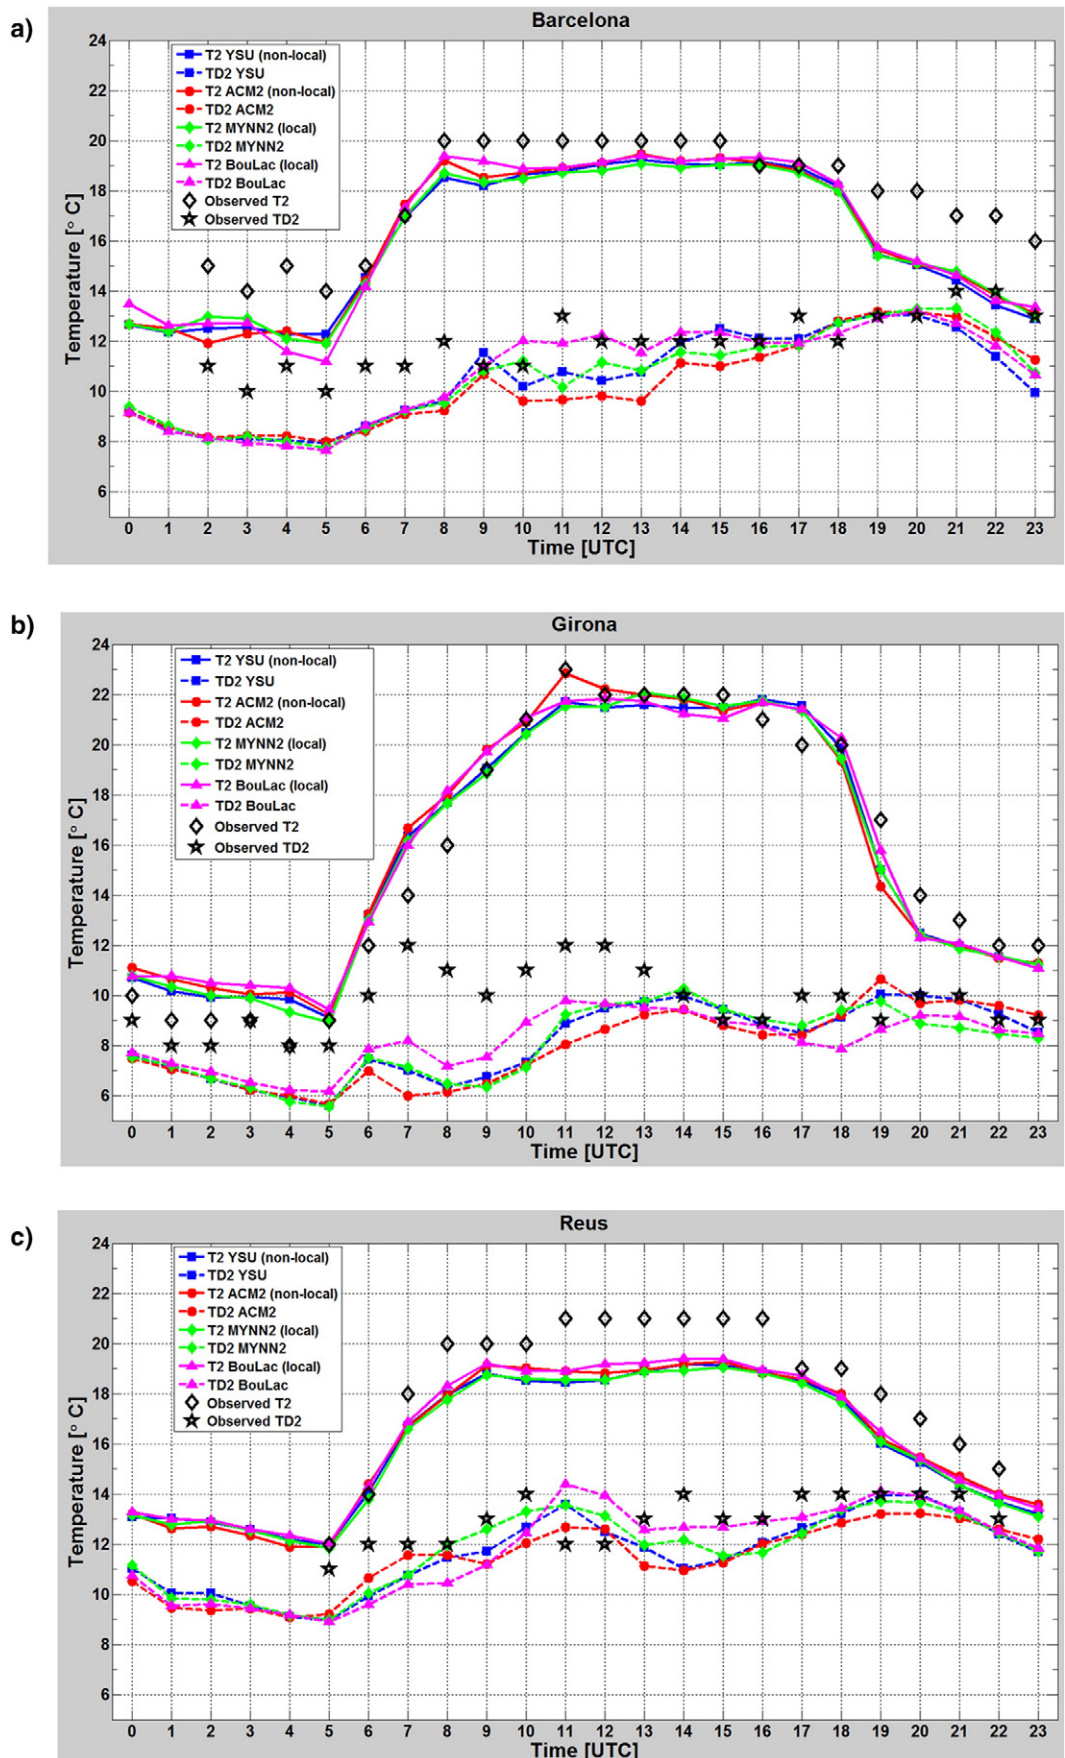 a)
Barcelona
24
22
20
18
16
14
12
10
8
6
Temperature [° C]
T2 YSU (non-local)
TD2 YSU
T2 ACM2 (non-local)
TD2 ACM2
T2 MYNN2 (local)
TD2 MYNN2
T2 BouLac (local)
TD2 BouLac
Observed T2
Observed TD2
0 1 2 3 4 5 6 7 8 9 10 11 12 13 14 15 16 17 18 19 20 21 22 23
Time [UTC]
b)
Girona
24
22
20
18
16
14
12
10
8
6
Temperature [° C]
T2 YSU (non-local)
TD2 YSU
T2 ACM2 (non-local)
TD2 ACM2
T2 MYNN2 (local)
TD2 MYNN2
T2 BouLac (local)
TD2 BouLac
Observed T2
Observed TD2
0 1 2 3 4 5 6 7 8 9 10 11 12 13 14 15 16 17 18 19 20 21 22 23
Time [UTC]
c)
Reus
24
22
20
18
16
14
12
10
8
6
Temperature [° C]
T2 YSU (non-local)
TD2 YSU
T2 ACM2 (non-local)
TD2 ACM2
T2 MYNN2 (local)
TD2 MYNN2
T2 BouLac (local)
TD2 BouLac
Observed T2
Observed TD2
0 1 2 3 4 5 6 7 8 9 10 11 12 13 14 15 16 17 18 19 20 21 22 23
Time [UTC]